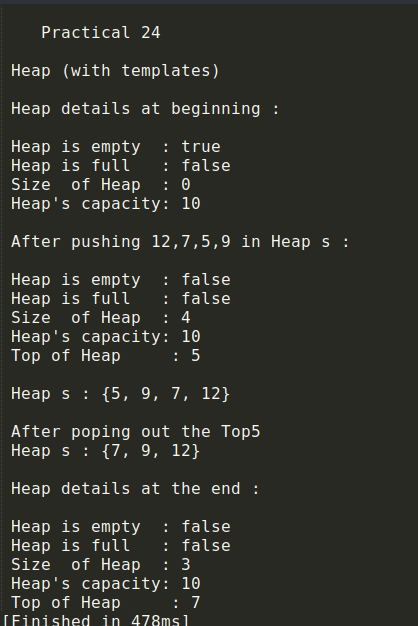 Practical 24
Heap (with templates)
Heap details at beginning :
Heap is empty  : true
Heap is full   : false
Size  of Heap  : 0
Heap's capacity: 10
After pushing 12,7,5,9 in Heap s :
Heap is empty  : false
Heap is full   : false
Size  of Heap  : 4
Heap's capacity: 10
Top of Heap     : 5
Heap s : {5, 9, 7, 12}
After poping out the Top5
Heap s : {7, 9, 12}
Heap details at the end :
Heap is empty  : false
Heap is full   : false
Size  of Heap  : 3
Heap's capacity: 10
Top of Heap     : 7
[Finished in 478ms]